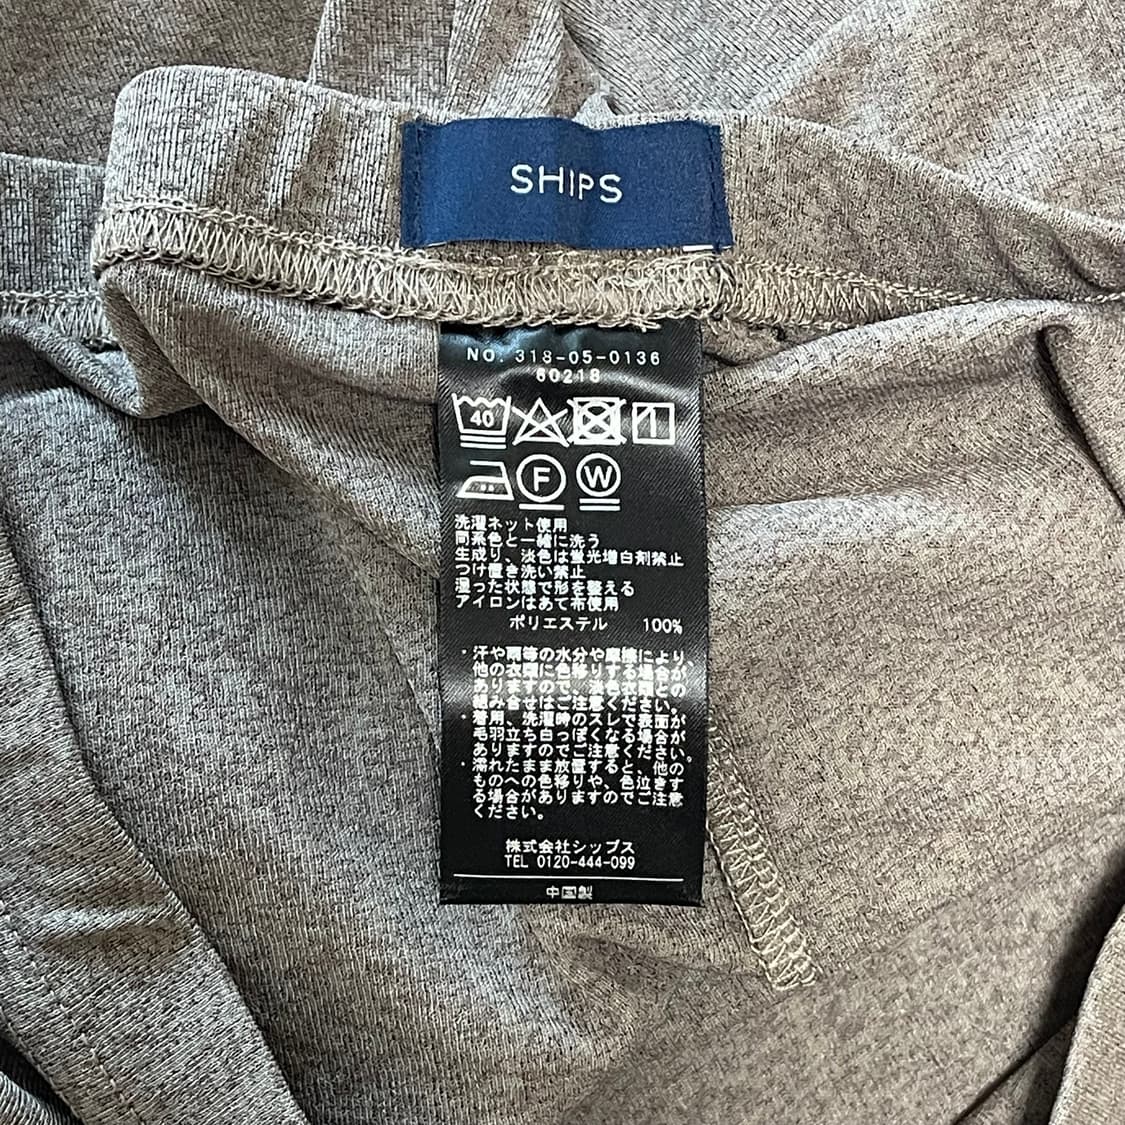 SHIPS
NO. 318-05-0136
60218
40
F W
洗濯ネット使用
同系色と一緒に洗う
生成り、淡色は蛍光増白剤禁止
つけ置き洗い禁止
湿った状態で形を整える
アイロンはあて布使用
ポリエステル 100%
・汗や雨等の水分や摩擦により、
他の衣類に色移りする場合が
ありますので、淡色衣類との
組み合せはご注意ください。
・着用、洗濯時のスレで表面が
毛羽立ち白っぽくなる場合が
ありますのでご注意ください。
・濡れたまま放置すると、他の
ものへの色移りや、色泣きす
る場合がありますのでご注意
ください。
株式会社シップス
TEL 0120-444-099
中国製